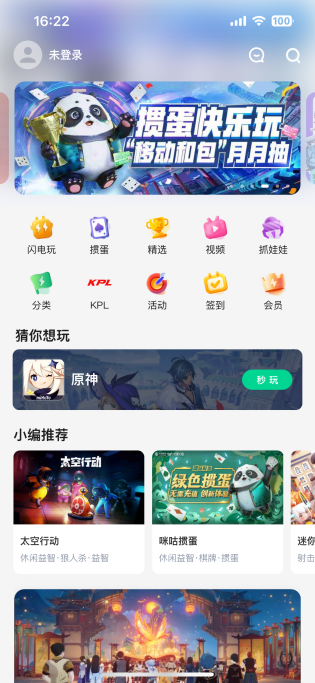 16:22
100
未登录
掼蛋快乐玩
“移动和包”月月抽
闪电玩
掼蛋
精选
视频
抓娃娃
KPL
分类
KPL
活动
签到
会员
猜你想玩
miHoYo
原神
秒玩
小编推荐
太空行动
绿色掼蛋
无需充值 创新体验
太空行动
咪咕掼蛋
迷你
休闲益智·狼人杀·益智
休闲益智·棋牌·掼蛋
射击